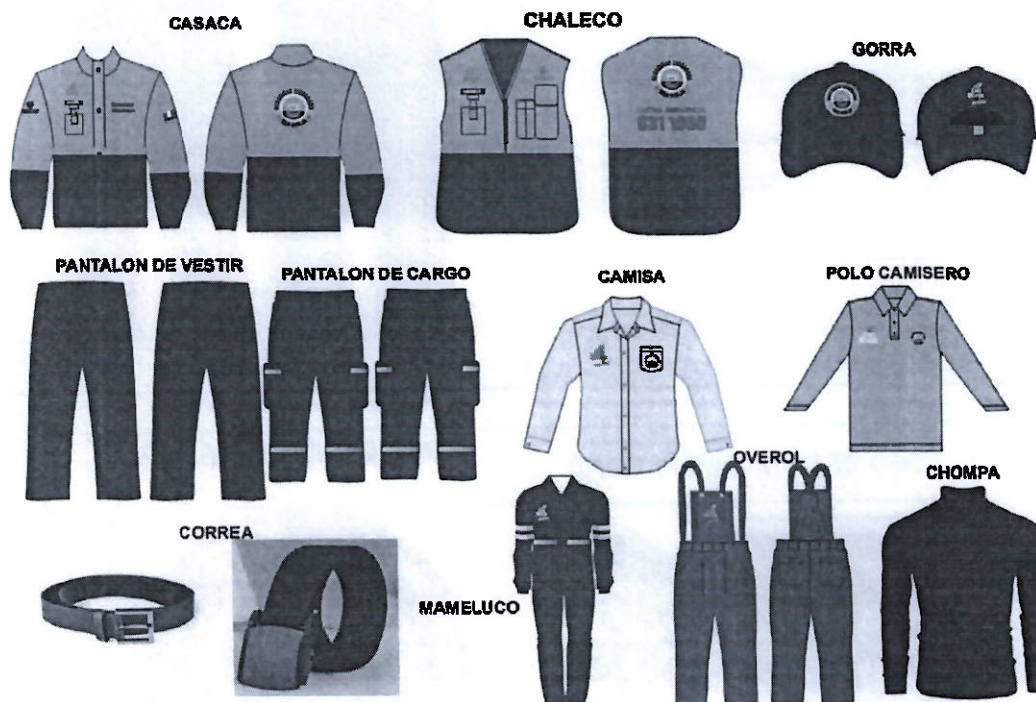 CASACA
CHALECO
GORRA
PANTALON DE VESTIR
PANTALON DE CARGO
CAMISA
POLO CAMISERO
CORREA
MAMELUCO
OVEROL
CHOMPA